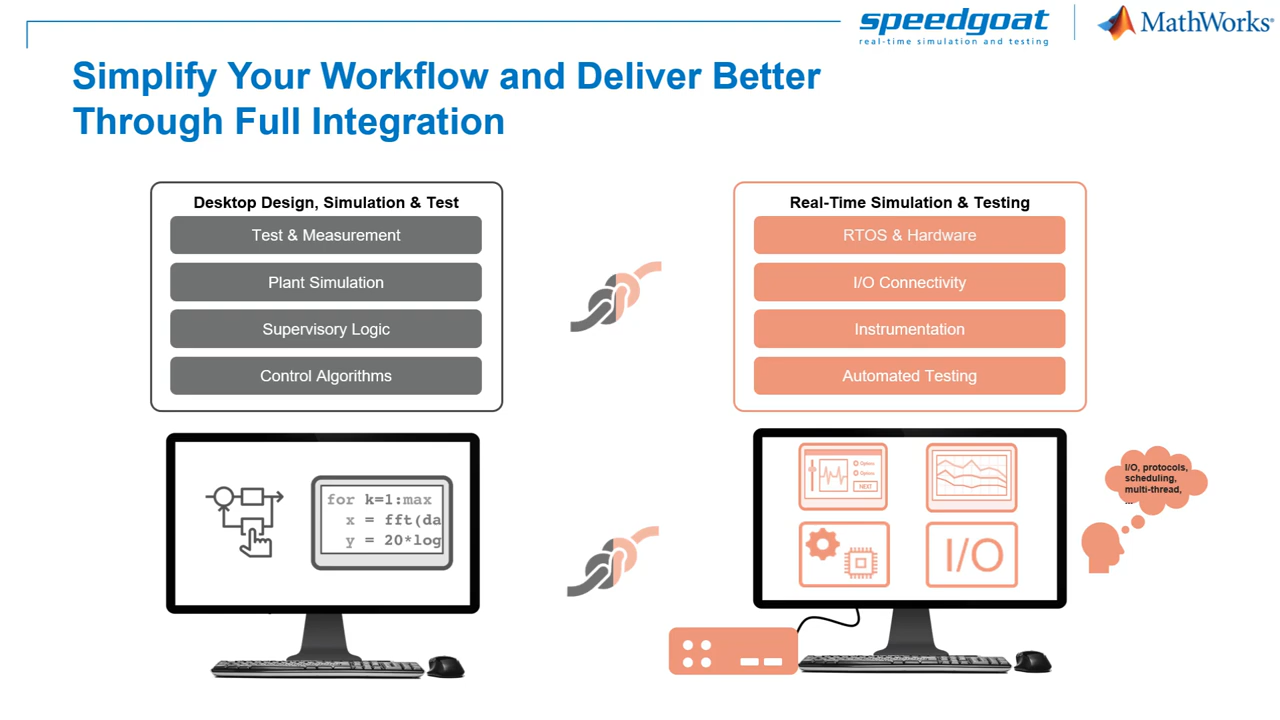 speedgoat
real-time simulation and testing
MathWorks®
Simplify Your Workflow and Deliver Better
Through Full Integration
Desktop Design, Simulation & Test
Test & Measurement
Plant Simulation
Supervisory Logic
Control Algorithms
Real-Time Simulation & Testing
RTOS & Hardware
I/O Connectivity
Instrumentation
Automated Testing
for k=1:max
x = fft(da
y = 20*log
Options
Options
NEXT
I/O
I/O, protocols,
scheduling,
multi-thread,
...